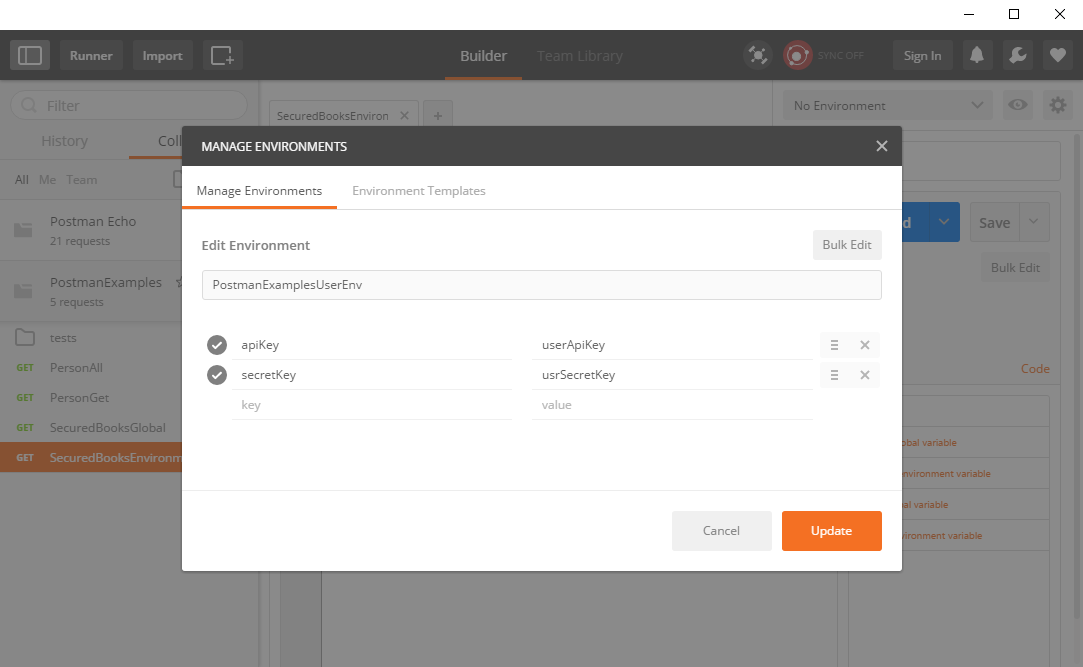 Runner
Import
Builder
Team Library
SYNC OFF
Sign In
Filter
History
Coll
SecuredBooksEnviron
+
No Environment
All Me Team
Postman Echo
21 requests
PostmanExamples
5 requests
tests
GET PersonAll
GET PersonGet
GET SecuredBooksGlobal
GET SecuredBooksEnvironm
MANAGE ENVIRONMENTS
Manage Environments
Environment Templates
Edit Environment
Bulk Edit
PostmanExamplesUserEnv
apiKey userApiKey
secretKey usrSecretKey
key value
Cancel
Update
d
Save
Bulk Edit
Code
obal variable
nvironment variable
al variable
vironment variable